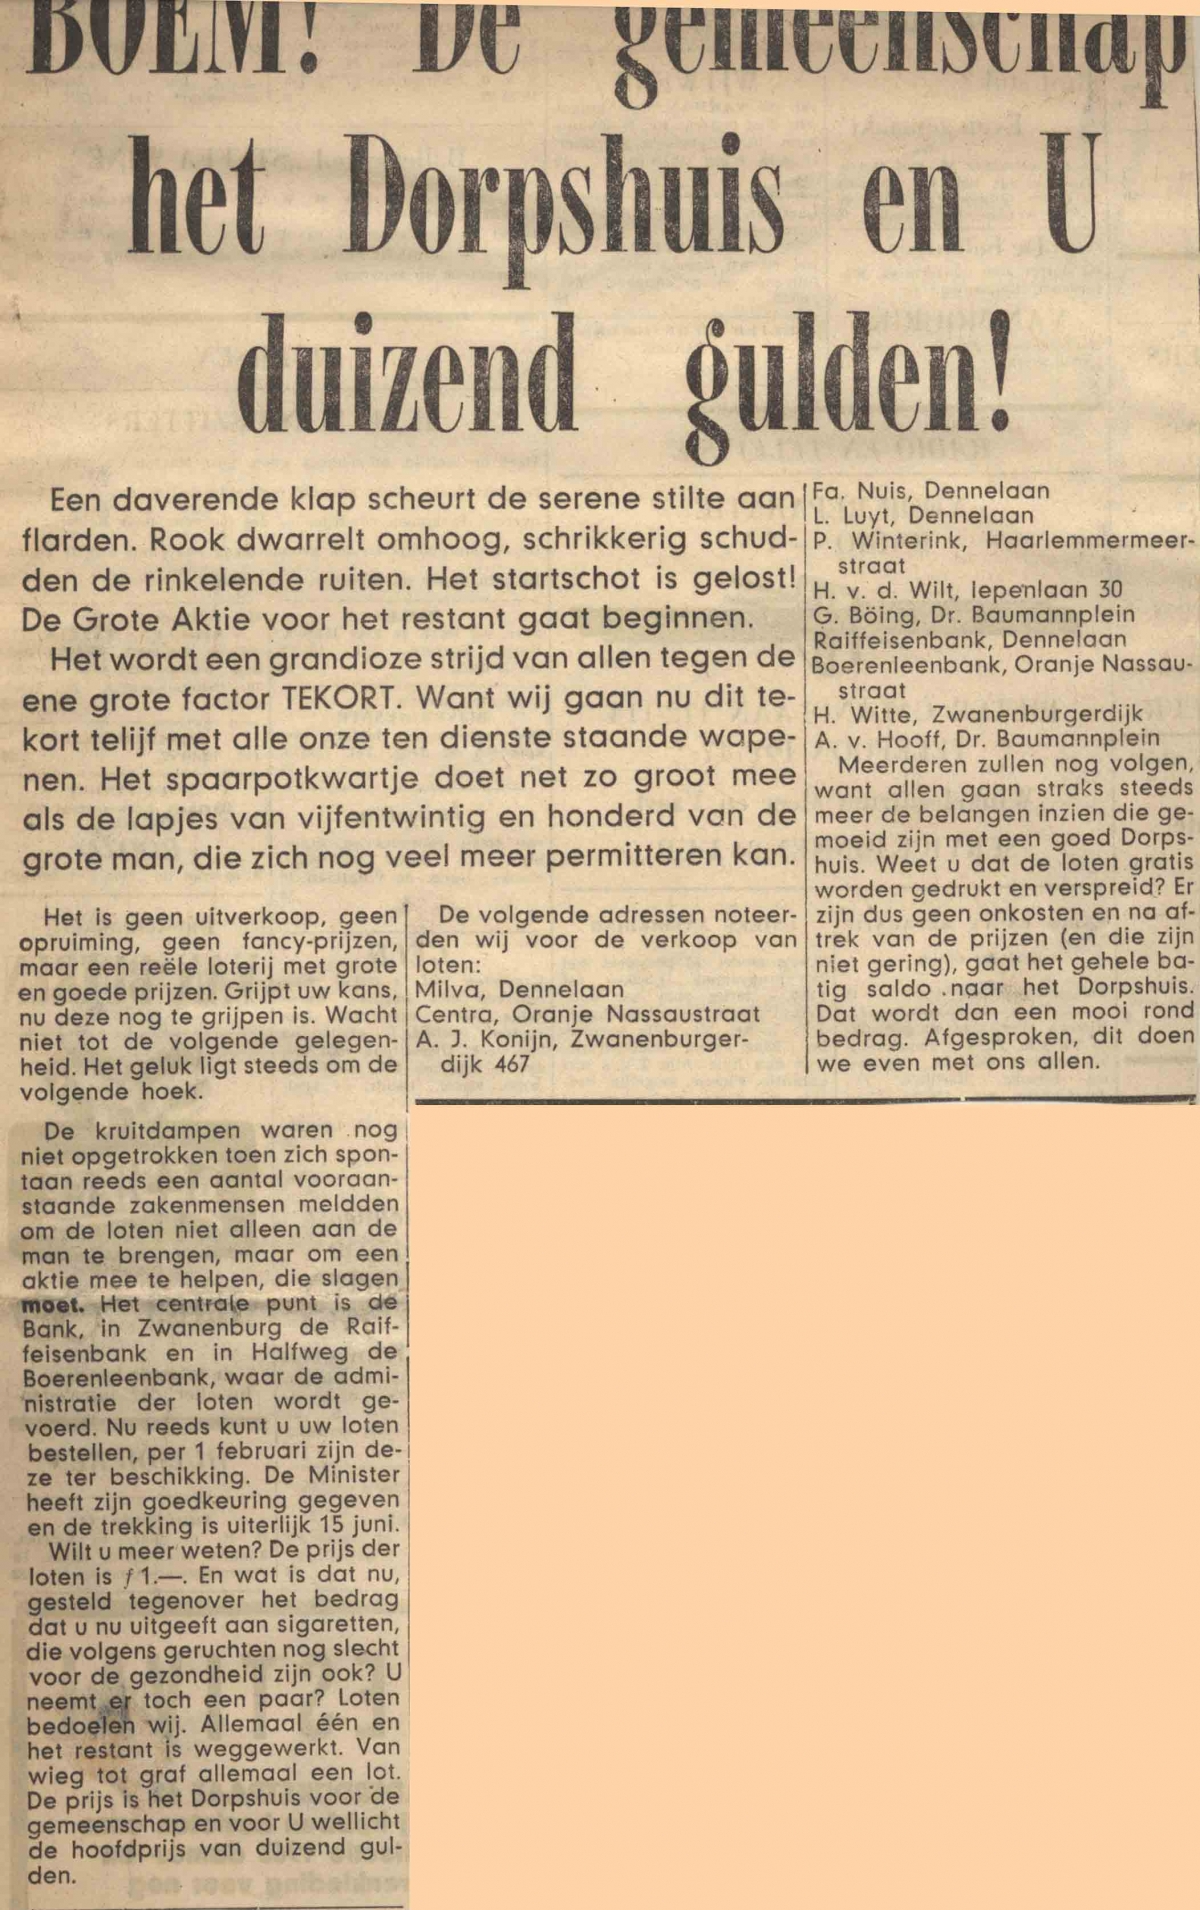 BOEM! De gemeenschap
het Dorpshuis en U
duizend gulden!
Een daverende klap scheurt de serene stilte aan
flarden. Rook dwarrelt omhoog, schrikkerig schud-
den de rinkelende ruiten. Het startschot is gelost!
De Grote Aktie voor het restant gaat beginnen.
Het wordt een grandioze strijd van allen tegen de
ene grote factor TEKORT. Want wij gaan nu dit te-
kort telijf met alle onze ten dienste staande wape-
nen. Het spaarpotkwartje doet net zo groot mee
als de lapjes van vijfentwintig en honderd van de
grote man, die zich nog veel meer permitteren kan.
Het is geen uitverkoop, geen
opruiming, geen fancy-prijzen,
maar een reële loterij met grote
en goede prijzen. Grijpt uw kans,
nu deze nog te grijpen is. Wacht
niet tot de volgende gelegen-
heid. Het geluk ligt steeds om de
volgende hoek.
De kruitdampen waren nog
niet opgetrokken toen zich spon-
taan reeds een aantal vooraan-
staande zakenmensen meldden
om de loten niet alleen aan de
man te brengen, maar om een
aktie mee te helpen, die slagen
moet. Het centrale punt is de
Bank, in Zwanenburg de Raif-
feisenbank en in Halfweg de
Boerenleenbank, waar de admi-
nistratie der loten wordt ge-
voerd. Nu reeds kunt u uw loten
bestellen, per 1 februari zijn de-
ze ter beschikking. De Minister
heeft zijn goedkeuring gegeven
en de trekking is uiterlijk 15 juni.
Wilt u meer weten? De prijs der
loten is ƒ 1.—. En wat is dat nu,
gesteld tegenover het bedrag
dat u nu uitgeeft aan sigaretten,
die volgens geruchten nog slecht
voor de gezondheid zijn ook? U
neemt er toch een paar? Loten
bedoelen wij. Allemaal één en
het restant is weggewerkt. Van
wieg tot graf allemaal een lot.
De prijs is het Dorpshuis voor de
gemeenschap en voor U wellicht
de hoofdprijs van duizend gul-
den.
De volgende adressen noteer-
den wij voor de verkoop van
loten:
Milva, Dennelaan
Centra, Oranje Nassaustraat
A. J. Konijn, Zwanenburger-
dijk 467
Fa. Nuis, Dennelaan
L. Luyt, Dennelaan
P. Winterink, Haarlemmermeer-
straat
H. v. d. Wilt, Iepenlaan 30
G. Böing, Dr. Baumannplein
Raiffeisenbank, Dennelaan
Boerenleenbank, Oranje Nassau-
straat
H. Witte, Zwanenburgerdijk
A. v. Hooff, Dr. Baumannplein
Meerderen zullen nog volgen,
want allen gaan straks steeds
meer de belangen inzien die ge-
moeid zijn met een goed Dorps-
huis. Weet u dat de loten gratis
worden gedrukt en verspreid? Er
zijn dus geen onkosten en na af-
trek van de prijzen (en die zijn
niet gering), gaat het gehele ba-
tig saldo naar het Dorpshuis.
Dat wordt dan een mooi rond
bedrag. Afgesproken, dit doen
we even met ons allen.